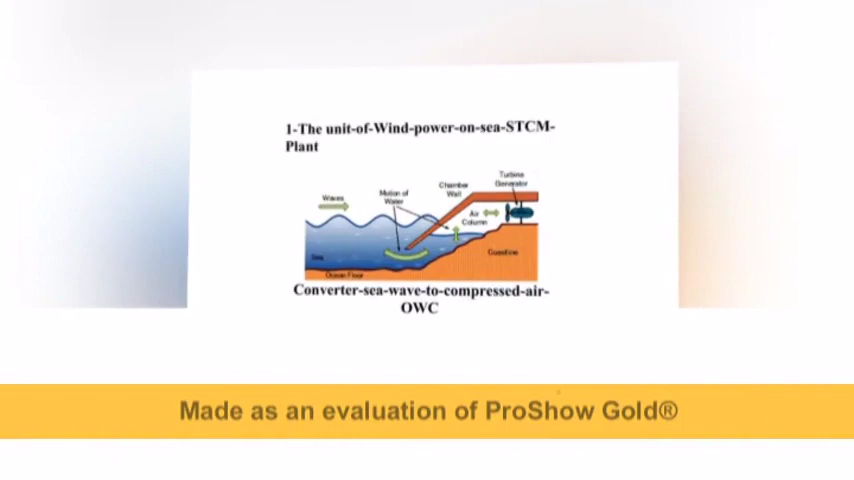 1-The unit-of-Wind-power-on-sea-STCM-
Plant
Turbine
Generator
Chamber
Wall
Motion of
Water
Waves
Air
Column
Sea
Coastline
Ocean Floor
Converter-sea-wave-to-compressed-air-
OWC
Made as an evaluation of ProShow Gold®